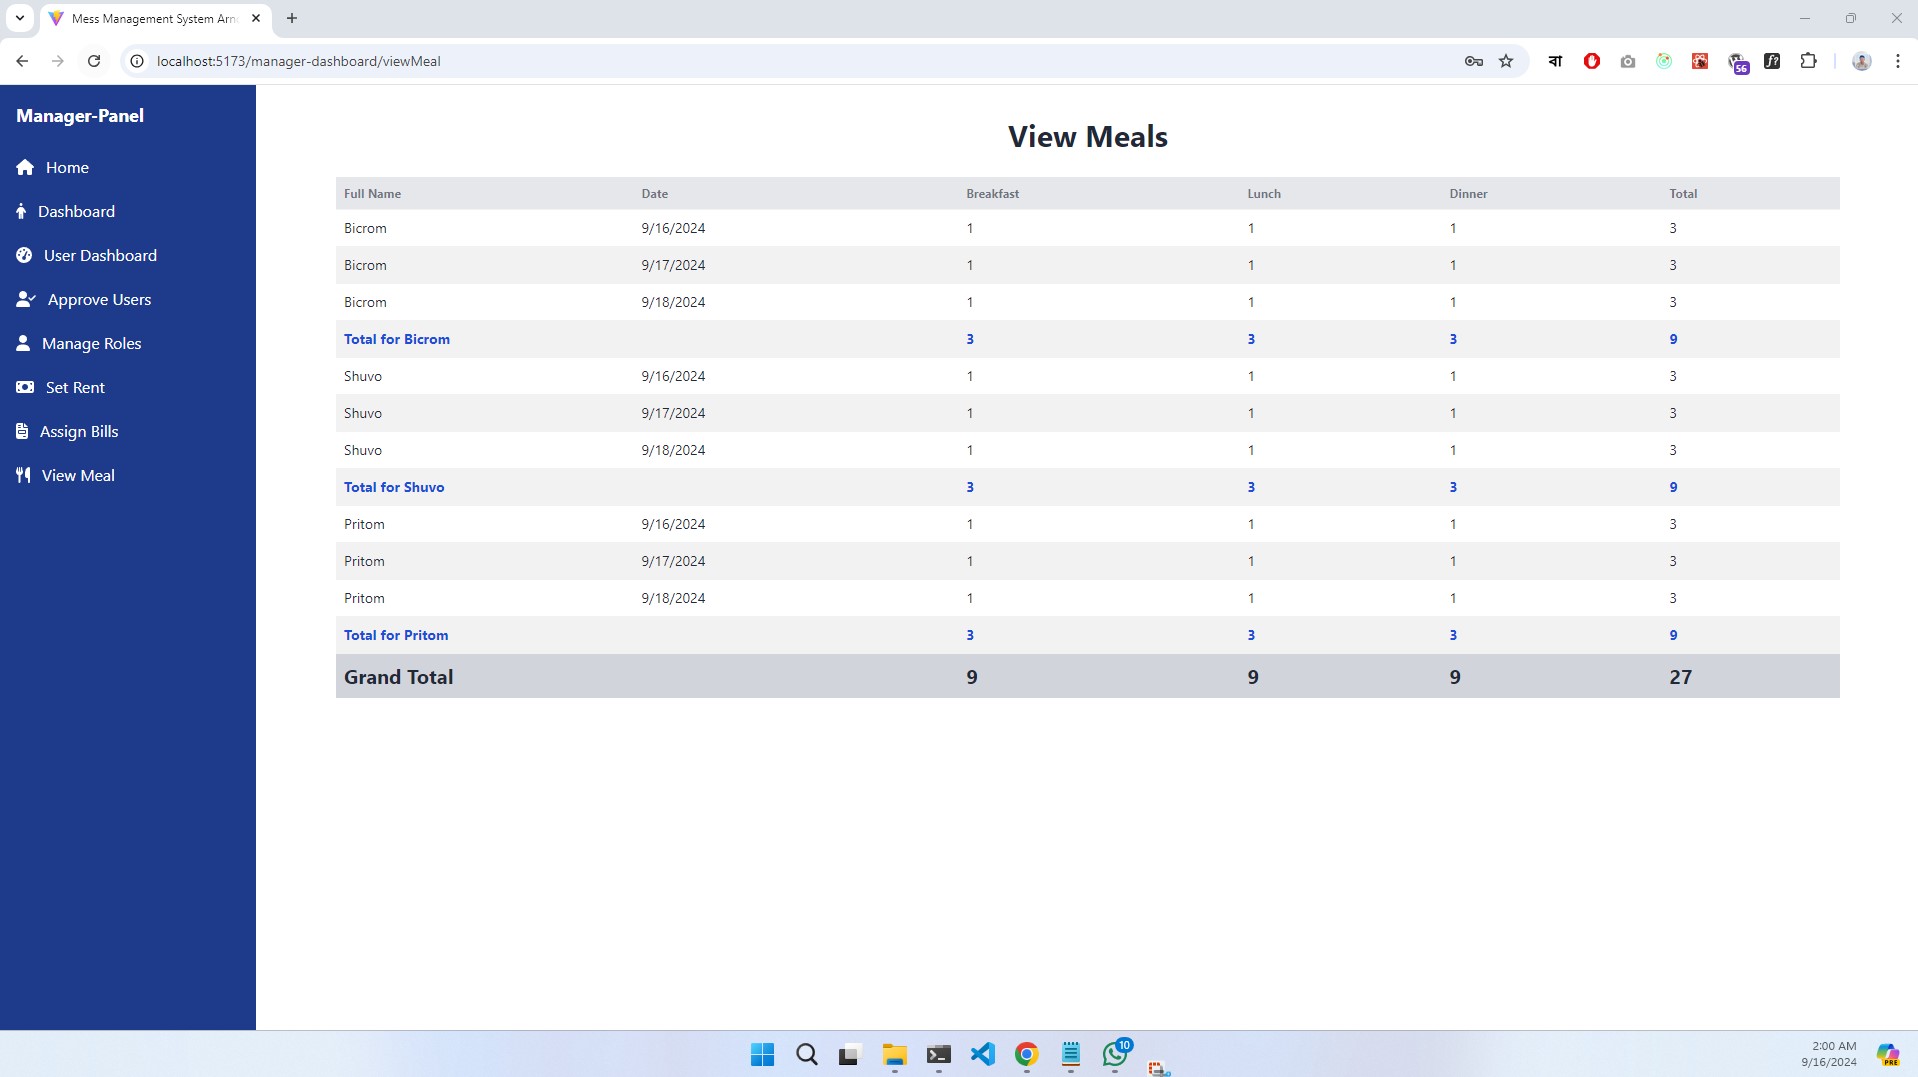 Mess Management System Arn
localhost:5173/manager-dashboard/viewMeal
বা
56
f?
Manager-Panel
Home
Dashboard
User Dashboard
Approve Users
Manage Roles
Set Rent
Assign Bills
View Meal
View Meals
Full Name Date Breakfast Lunch Dinner Total
Bicrom 9/16/2024 1 1 1 3
Bicrom 9/17/2024 1 1 1 3
Bicrom 9/18/2024 1 1 1 3
Total for Bicrom 3 3 3 9
Shuvo 9/16/2024 1 1 1 3
Shuvo 9/17/2024 1 1 1 3
Shuvo 9/18/2024 1 1 1 3
Total for Shuvo 3 3 3 9
Pritom 9/16/2024 1 1 1 3
Pritom 9/17/2024 1 1 1 3
Pritom 9/18/2024 1 1 1 3
Total for Pritom 3 3 3 9
Grand Total 9 9 9 27
10
2:00 AM
9/16/2024
PRE